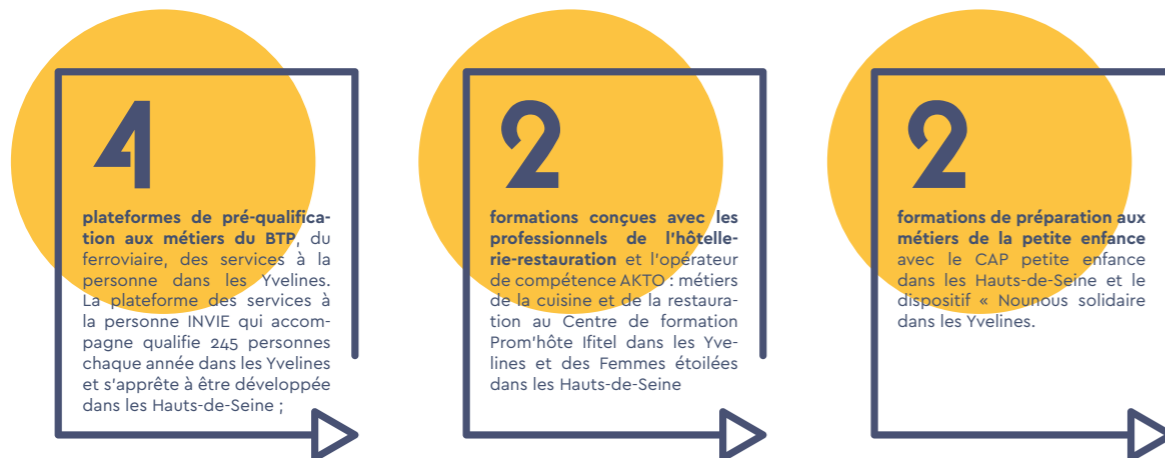 4
plateformes de pré-qualifica-
tion aux métiers du BTP, du
ferroviaire, des services à la
personne dans les Yvelines.
La plateforme des services à
la personne INVIE qui accom-
pagne qualifie 245 personnes
chaque année dans les Yvelines
et s'apprête à être développée
dans les Hauts-de-Seine ;
2
formations conçues avec les
professionnels de l'hôtelle-
rie-restauration et l'opérateur
de compétence AKTO : métiers
de la cuisine et de la restaura-
tion au Centre de formation
Prom'hôte Ifitel dans les Yve-
lines et des Femmes étoilées
dans les Hauts-de-Seine
2
formations de préparation aux
métiers de la petite enfance
avec le CAP petite enfance
dans les Hauts-de-Seine et le
dispositif « Nounous solidaire
dans les Yvelines.